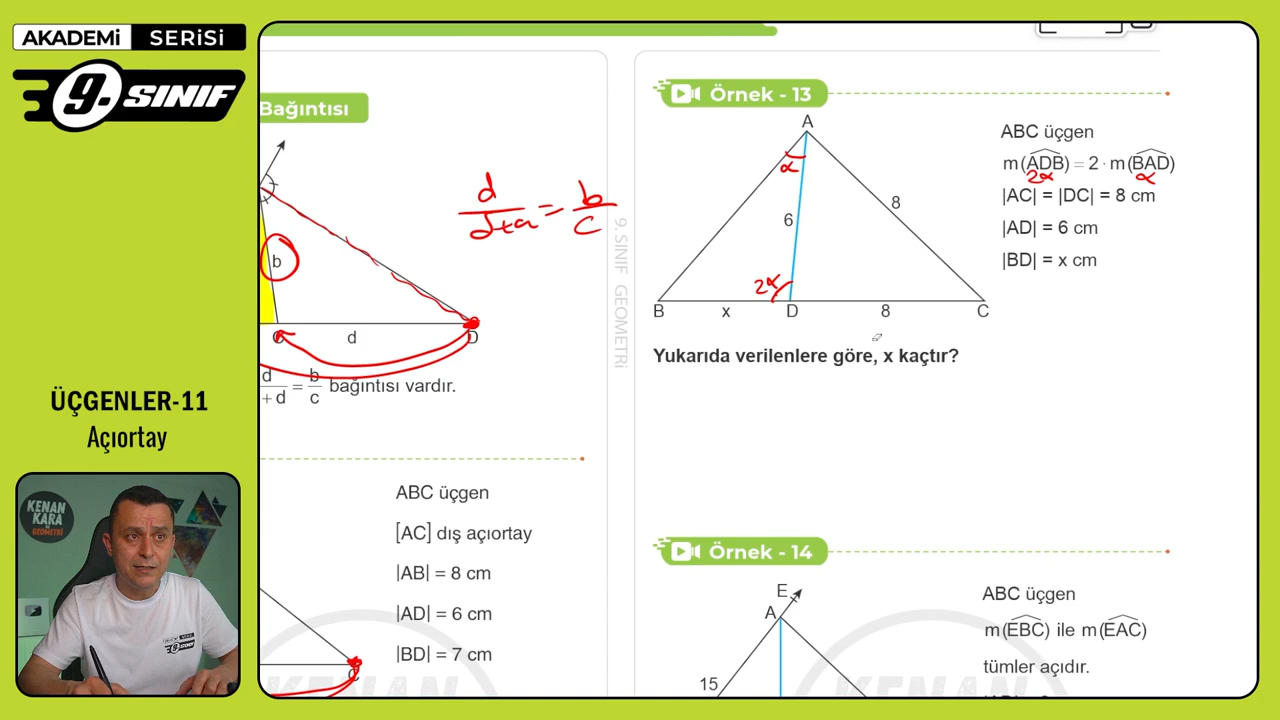 AKADEMİ SERİSİ
9. SINIF
ÜÇGENLER-11
Açıortay
KENAN
KARA
GEOMETRİ
Bağıntısı
d
d+a
=
b
c
b
d
D
d
+ d
=
b
c
bağıntısı vardır.
ABC üçgen
[AC] dış açıortay
|AB| = 8 cm
|AD| = 6 cm
|BD| = 7 cm
C
9. SINIF GEOMETRİ
Örnek - 13
A
α
6
8
2α
B
x
D
8
C
ABC üçgen
m(ADB) = 2 · m(BAD)
2α
α
|AC| = |DC| = 8 cm
|AD| = 6 cm
|BD| = x cm
Yukarıda verilenlere göre, x kaçtır?
Örnek - 14
E
A
15
ABC üçgen
m(EBC) ile m(EAC)
tümler açıdır.
KENAN
KENAN